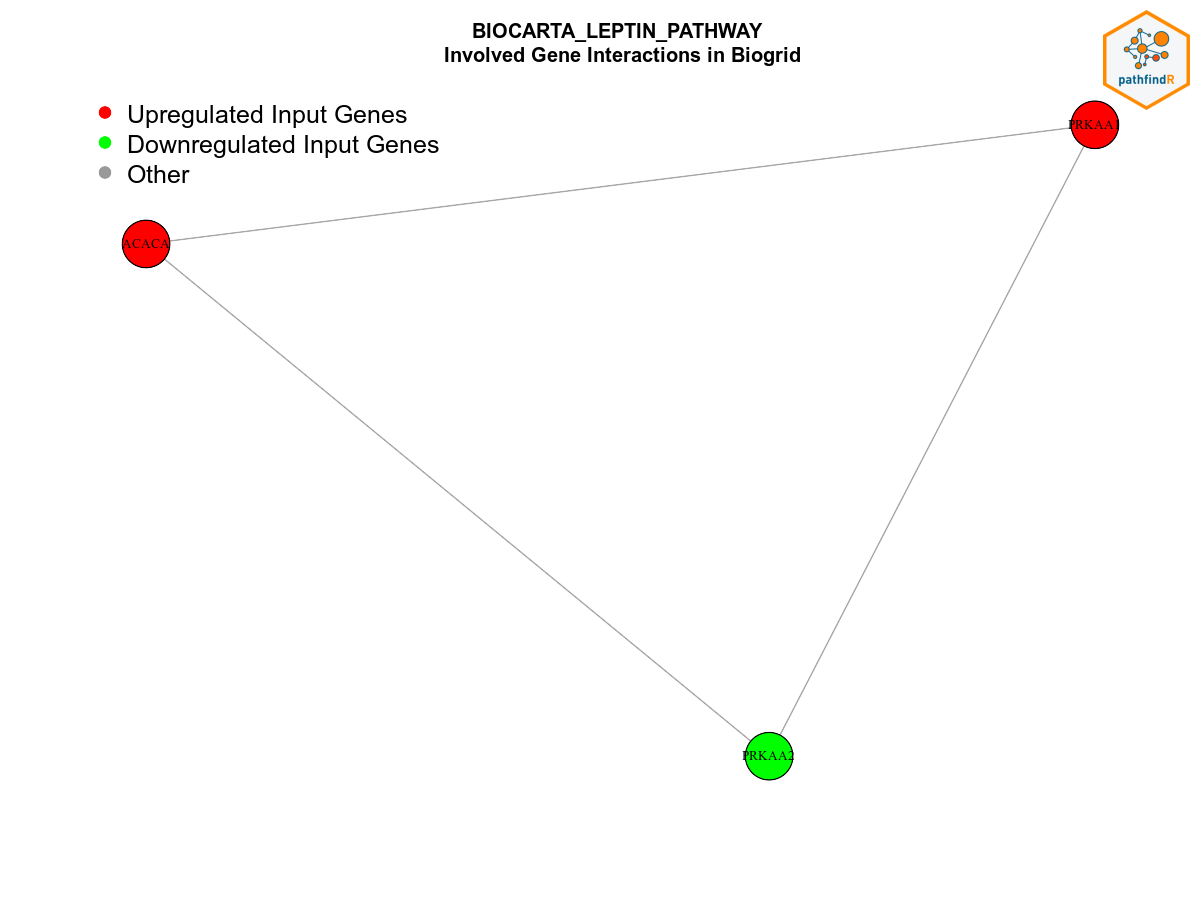 BIOCARTA_LEPTIN_PATHWAY
Involved Gene Interactions in Biogrid
pathfindR
Upregulated Input Genes
Downregulated Input Genes
Other
PRKAA1
ACACA
PRKAA2